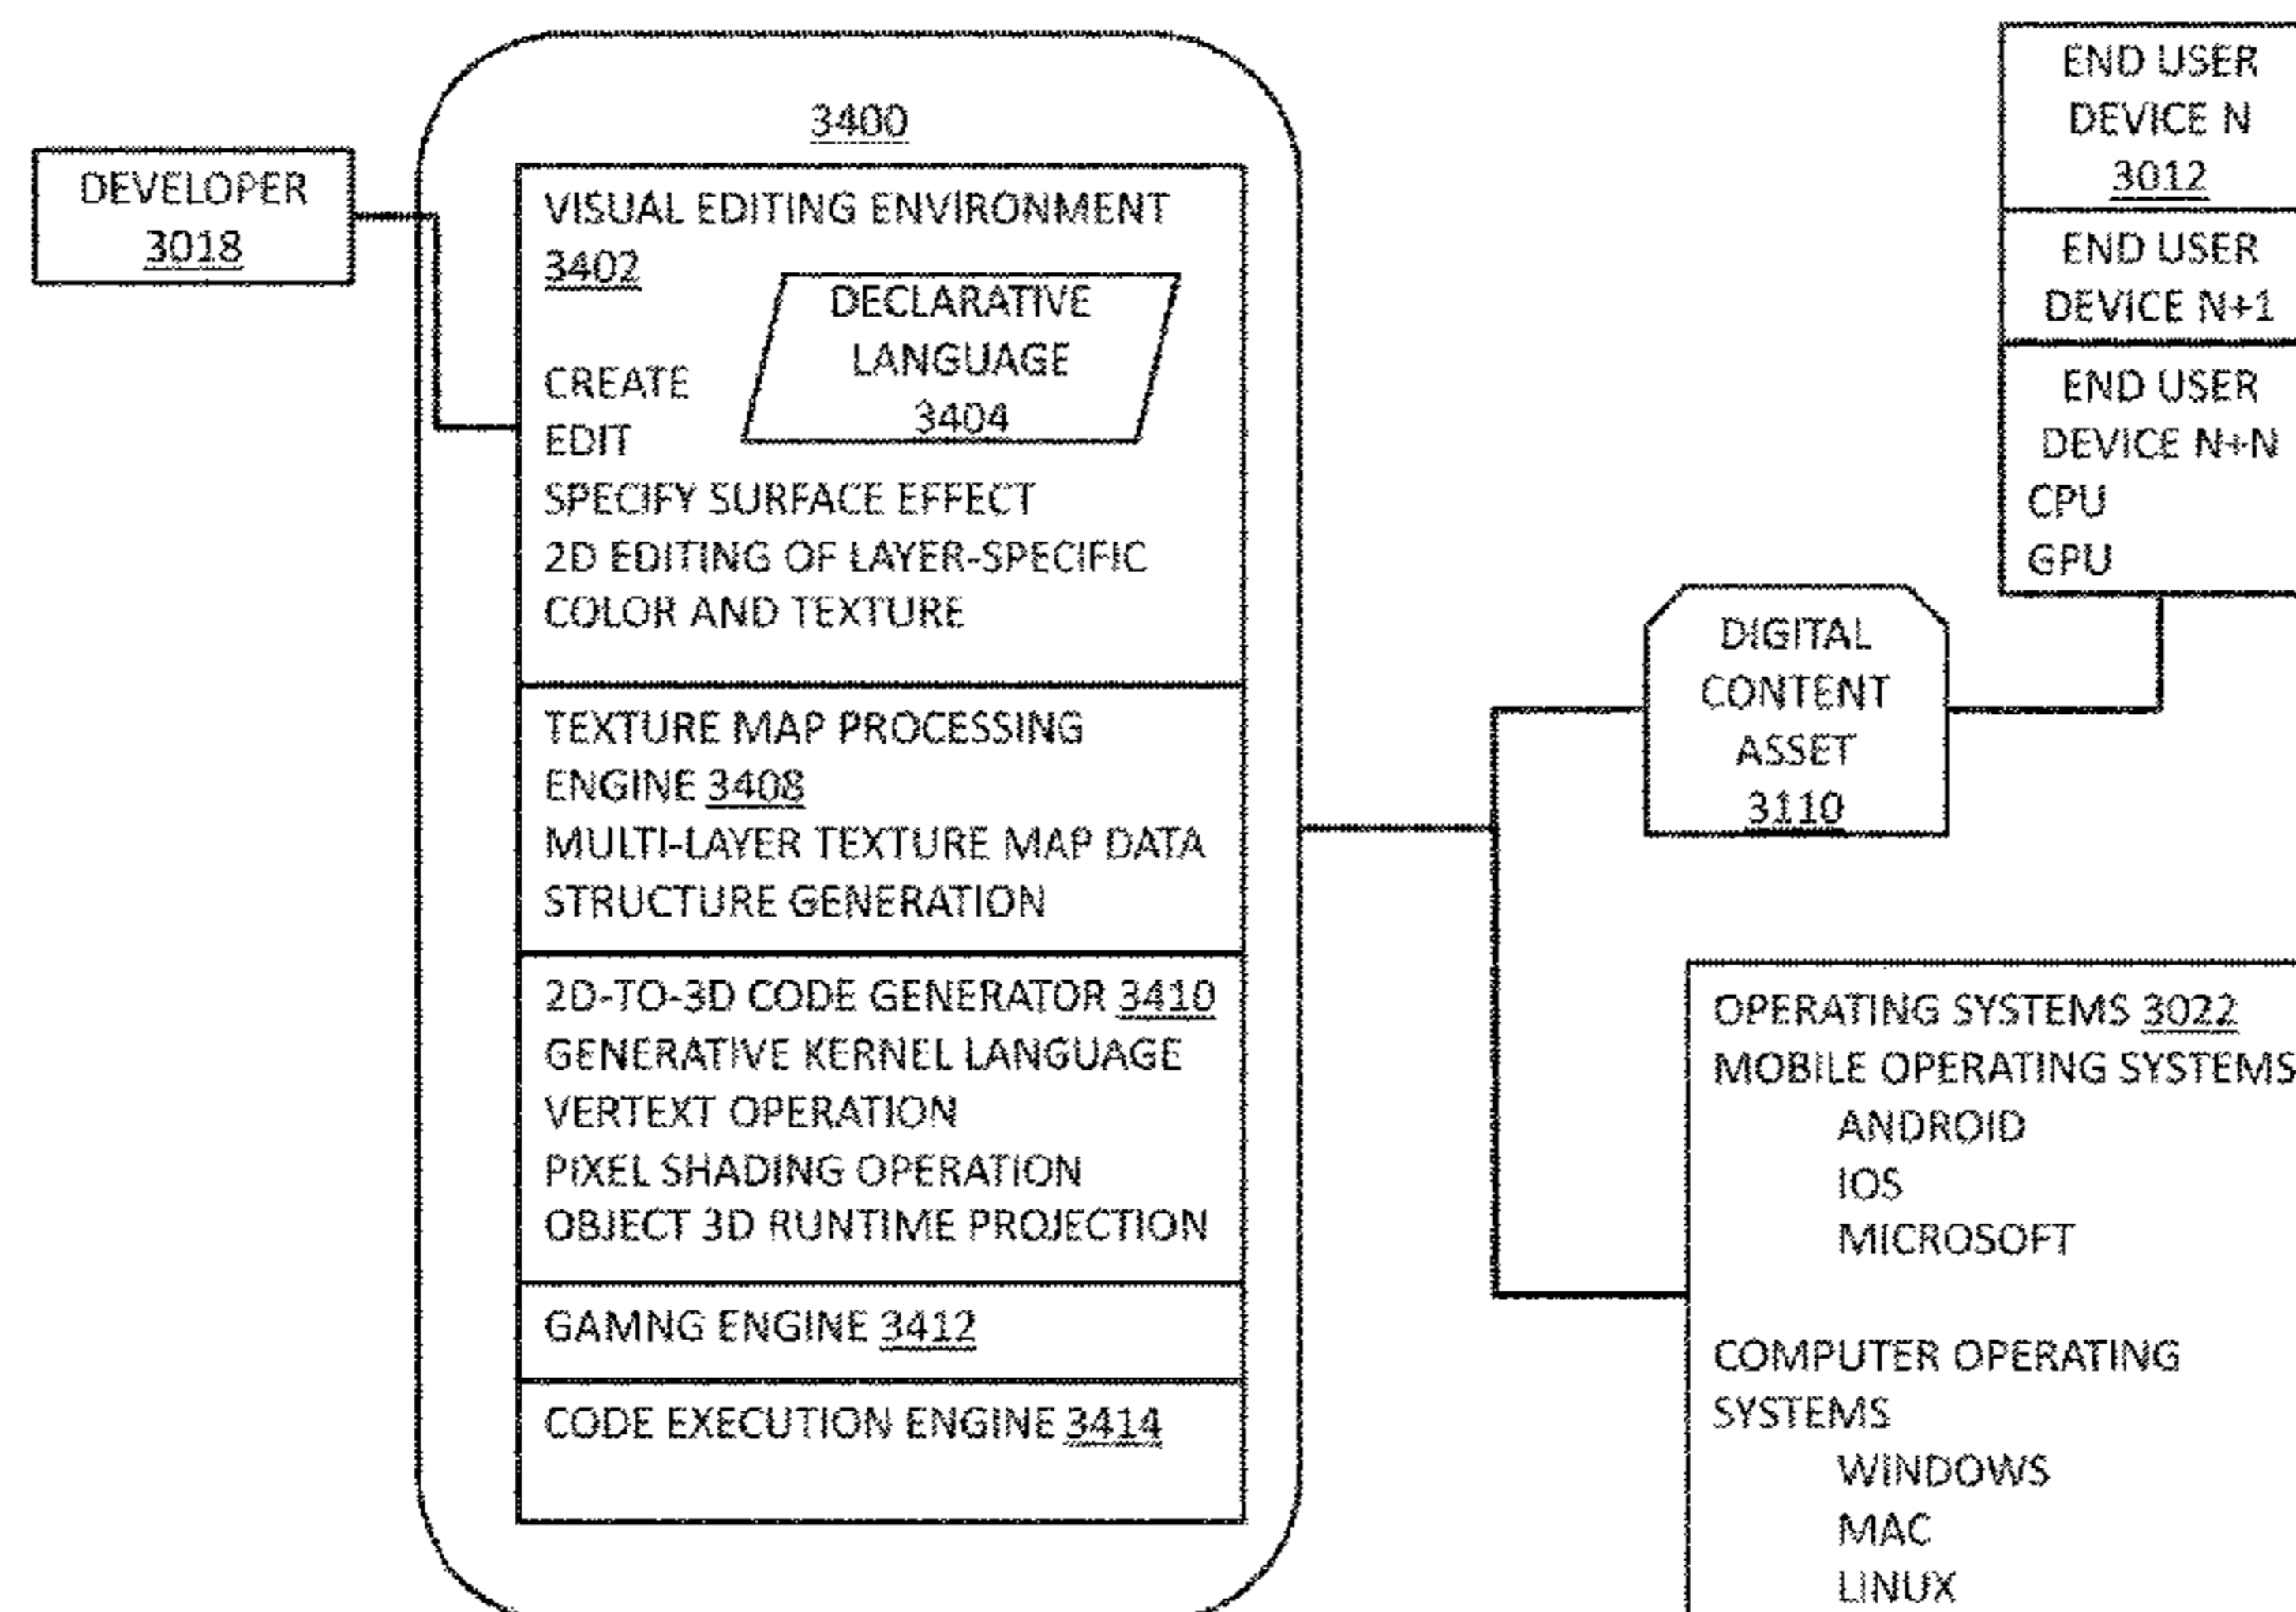 3400
DEVELOPER
3018
VISUAL EDITING ENVIRONMENT
3402
DECLARATIVE
LANGUAGE
3404
CREATE
EDIT
SPECIFY SURFACE EFFECT
2D EDITING OF LAYER-SPECIFIC
COLOR AND TEXTURE
TEXTURE MAP PROCESSING
ENGINE 3408
MULTI-LAYER TEXTURE MAP DATA
STRUCTURE GENERATION
2D-TO-3D CODE GENERATOR 3410
GENERATIVE KERNEL LANGUAGE
VERTEXT OPERATION
PIXEL SHADING OPERATION
OBJECT 3D RUNTIME PROJECTION
GAMNG ENGINE 3412
CODE EXECUTION ENGINE 3414
END USER
DEVICE N
3012
END USER
DEVICE N+1
END USER
DEVICE N+N
CPU
GPU
DIGITAL
CONTENT
ASSET
3110
OPERATING SYSTEMS 3022
MOBILE OPERATING SYSTEMS
ANDROID
IOS
MICROSOFT
COMPUTER OPERATING
SYSTEMS
WINDOWS
MAC
LINUX